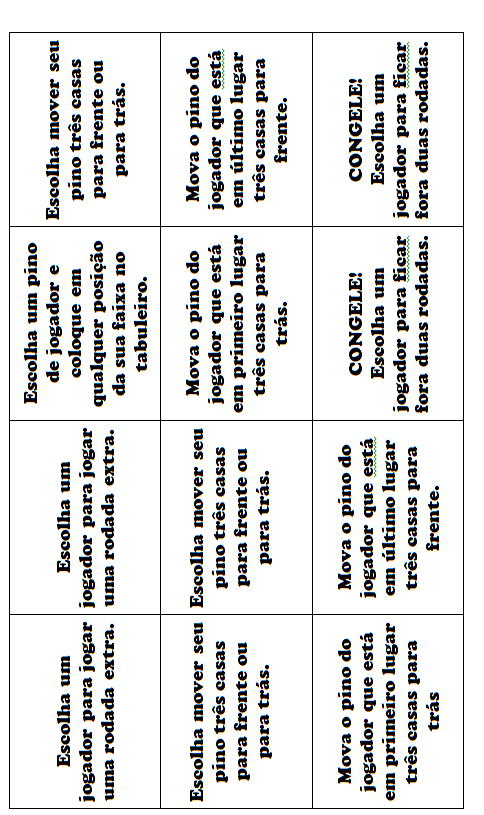 Escolha um
jogador para jogar
uma rodada extra.
Escolha um
jogador para jogar
uma rodada extra.
Escolha um pino
de jogador e
coloque em
qualquer posição
da sua faixa no
tabuleiro.
Escolha mover seu
pino três casas
para frente ou
para trás.
Escolha mover seu
pino três casas
para frente ou
para trás.
Escolha mover seu
pino três casas
para frente ou
para trás.
Mova o pino do
jogador que está
em primeiro lugar
três casas para
trás.
Mova o pino do
jogador que está
em último lugar
três casas para
frente.
Mova o pino do
jogador que está
em primeiro lugar
três casas para
trás
Mova o pino do
jogador que está
em último lugar
três casas para
frente.
CONGELE!
Escolha um
jogador para ficar
fora duas rodadas.
CONGELE!
Escolha um
jogador para ficar
fora duas rodadas.